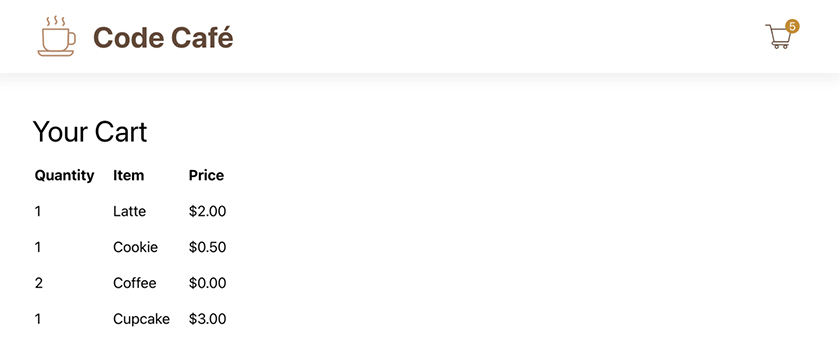 Code Café
5
Your Cart
Quantity Item Price
1 Latte $2.00
1 Cookie $0.50
2 Coffee $0.00
1 Cupcake $3.00